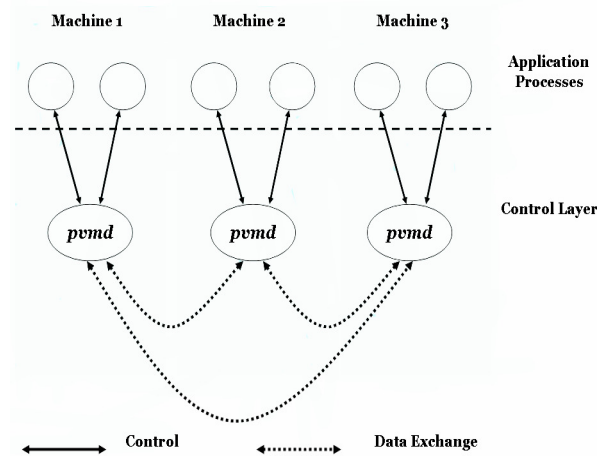 Machine 1 Machine 2 Machine 3
Application
Processes
Control Layer
pvmd pvmd pvmd
Control Data Exchange